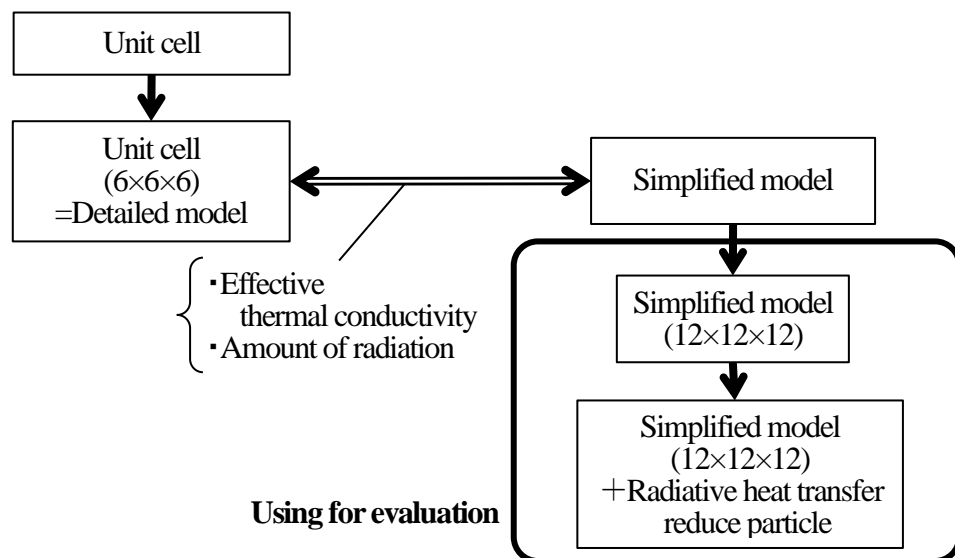 Unit cell
Unit cell
(6×6×6)
=Detailed model
Simplified model
・Effective
thermal conductivity
・Amount of radiation
Simplified model
(12×12×12)
Simplified model
(12×12×12)
+Radiative heat transfer
reduce particle
Using for evaluation